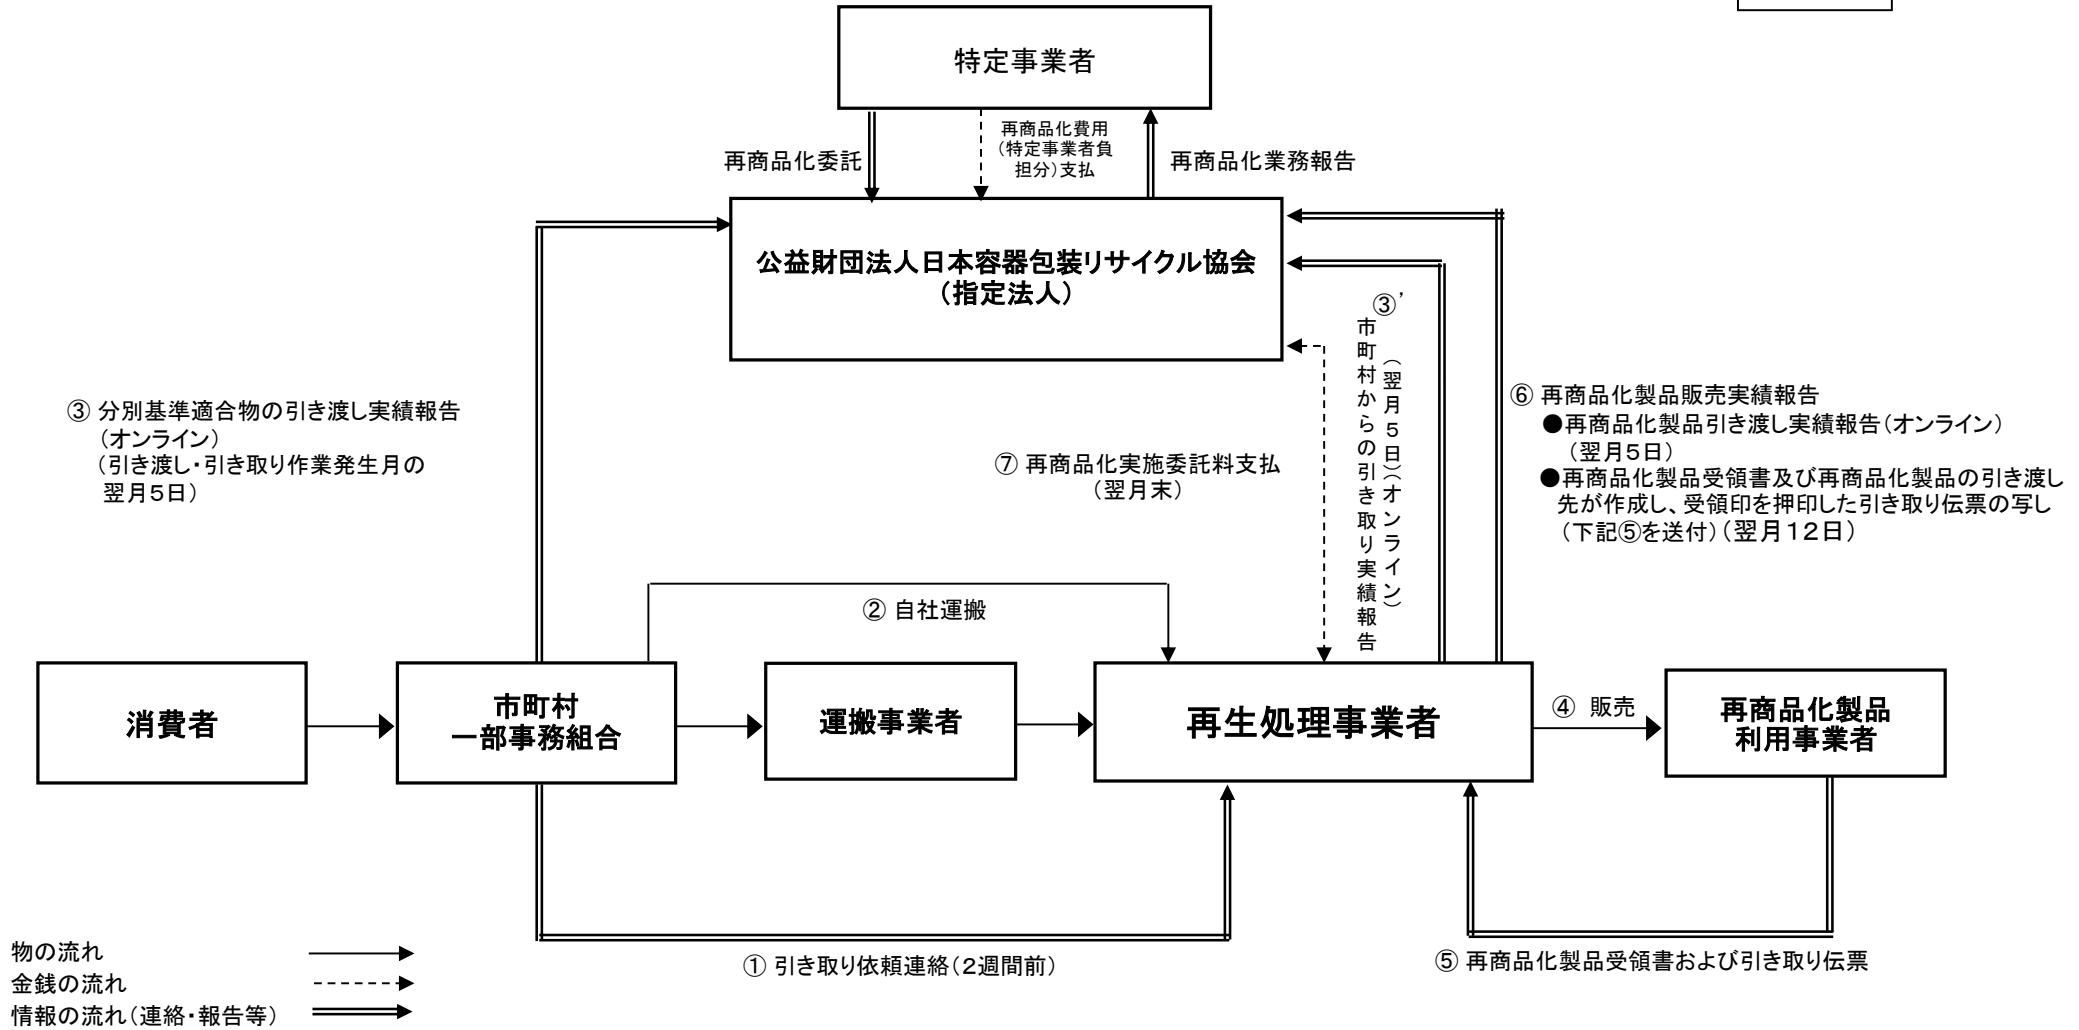 特定事業者
再商品化委託
再商品化費用
(特定事業者負
担分)支払
再商品化業務報告
公益財団法人日本容器包装リサイクル協会
(指定法人)
③ 分別基準適合物の引き渡し実績報告
(オンライン)
(引き渡し・引き取り作業発生月の
翌月5日)
⑦ 再商品化実施委託料支払
(翌月末)
③’
市町村からの引き取り実績報告
(翌月5日)(オンライン)
⑥ 再商品化製品販売実績報告
●再商品化製品引き渡し実績報告(オンライン)
(翌月5日)
●再商品化製品受領書及び再商品化製品の引き渡し
先が作成し、受領印を押印した引き取り伝票の写し
(下記⑤を送付)(翌月12日)
② 自社運搬
消費者
市町村
一部事務組合
運搬事業者
再生処理事業者
④ 販売
再商品化製品
利用事業者
① 引き取り依頼連絡(2週間前)
⑤ 再商品化製品受領書および引き取り伝票
物の流れ
金銭の流れ
情報の流れ(連絡・報告等)